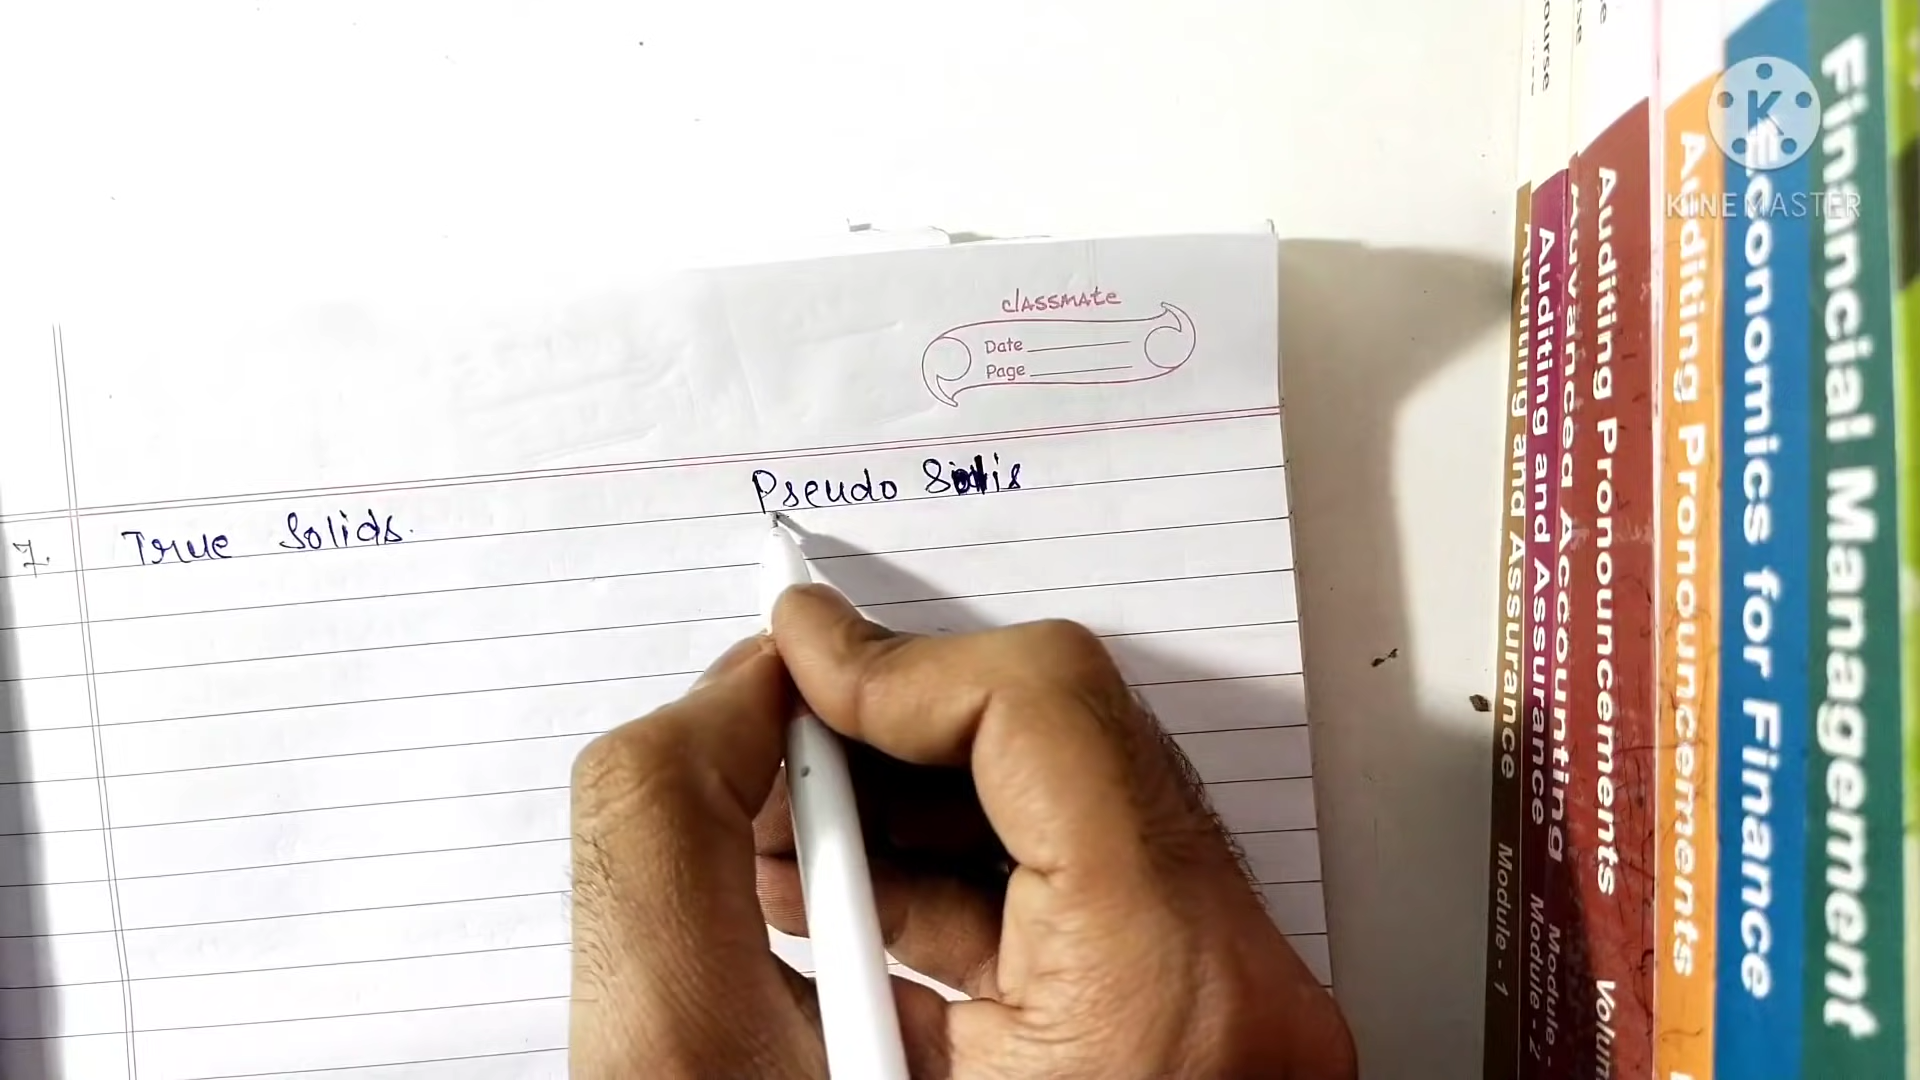 classmate
Date
Page
7. True Solids.
Pseudo
Auditing and Assurance Module - 1
Auditing and Assurance Module - 2
Advanced Accounting Module -
Auditing Pronouncements
Auditing Pronouncements
Economics for Finance
Financial Management
KINEMASTER